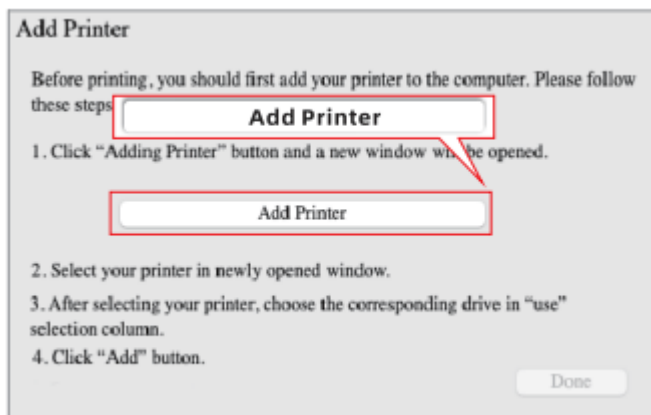 Add Printer
Before printing, you should first add your printer to the computer. Please follow
these steps
Add Printer
1. Click “Adding Printer” button and a new window be opened.
Add Printer
2. Select your printer in newly opened window.
3. After selecting your printer, choose the corresponding drive in “use”
selection column.
4. Click “Add” button.
Done